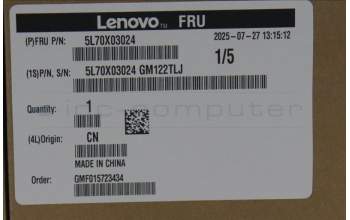 Lenovo™ FRU
(P)FRU P/N: 5L70X03024 2025-07-27 13:15:12
1/5
(1S)P/N, S/N: 5L70X03024 GM122TLJ
Quantity: 1
(4L)Origin: CN
MADE IN CHINA
Order: GMF015723434